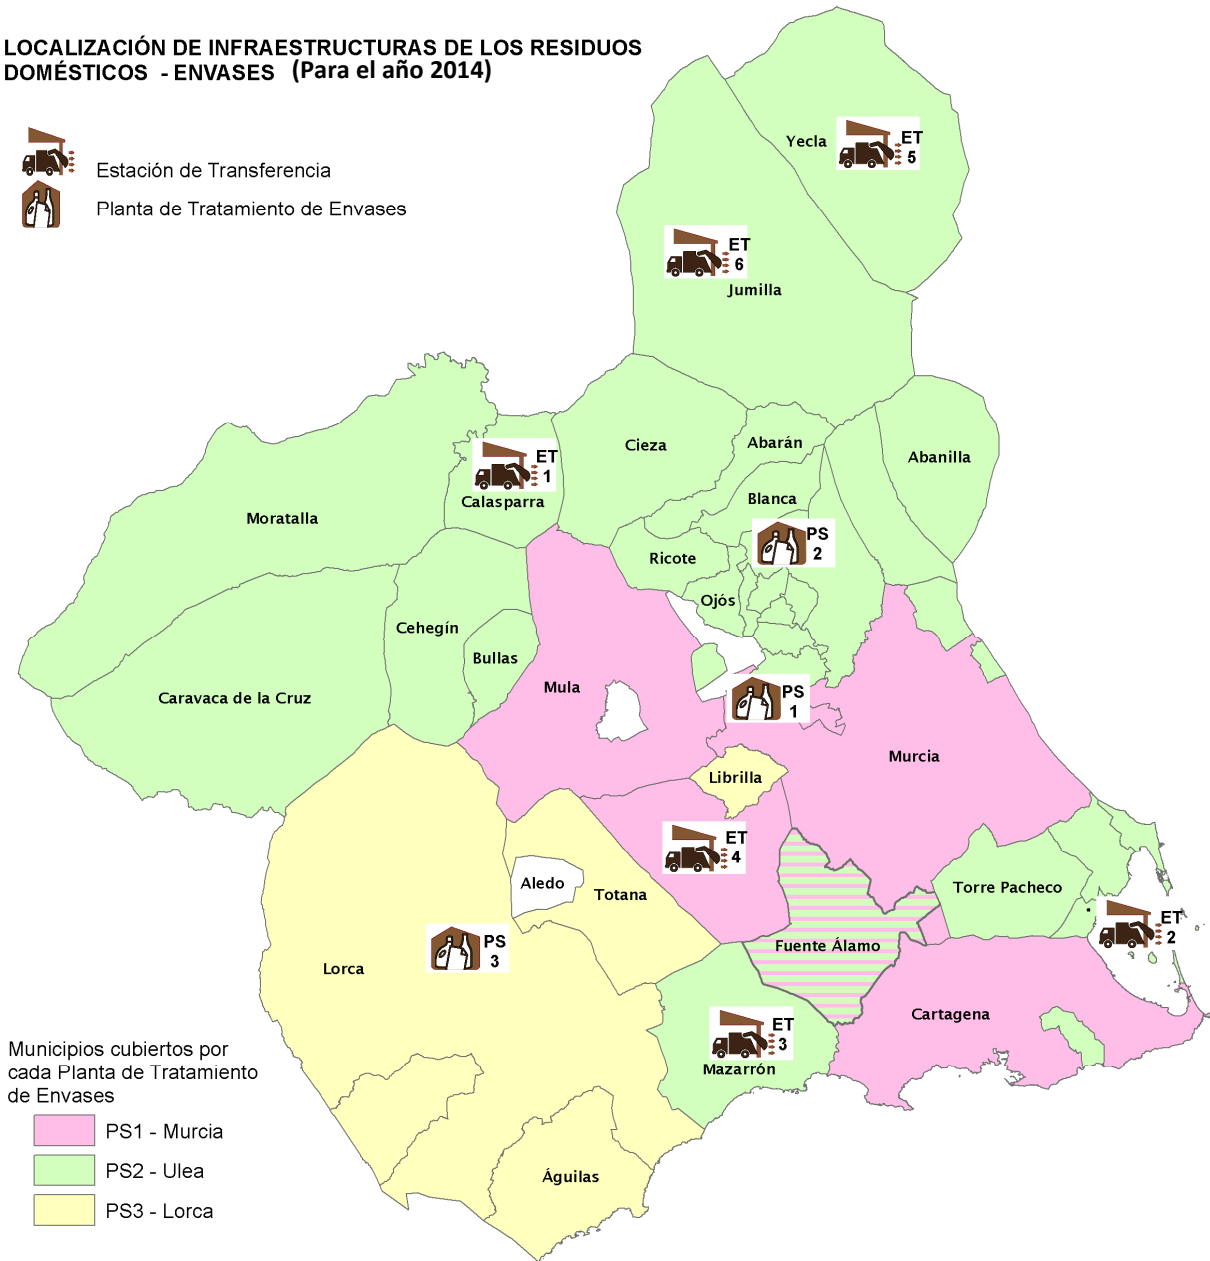 LOCALIZACIÓN DE INFRAESTRUCTURAS DE LOS RESIDUOS
DOMÉSTICOS - ENVASES (Para el año 2014)
Estación de Transferencia
Planta de Tratamiento de Envases
Yecla
ET
5
ET
6
Jumilla
Cieza
Abarán
Abanilla
ET
1
Calasparra
Blanca
Moratalla
PS
2
Ricote
Ojós
Cehegín
Bullas
Mula
Caravaca de la Cruz
PS
1
Murcia
Librilla
ET
4
Aledo
Totana
Torre Pacheco
ET
2
PS
3
Fuente Álamo
Lorca
Cartagena
ET
3
Mazarrón
Águilas
Municipios cubiertos por
cada Planta de Tratamiento
de Envases
PS1 - Murcia
PS2 - Ulea
PS3 - Lorca